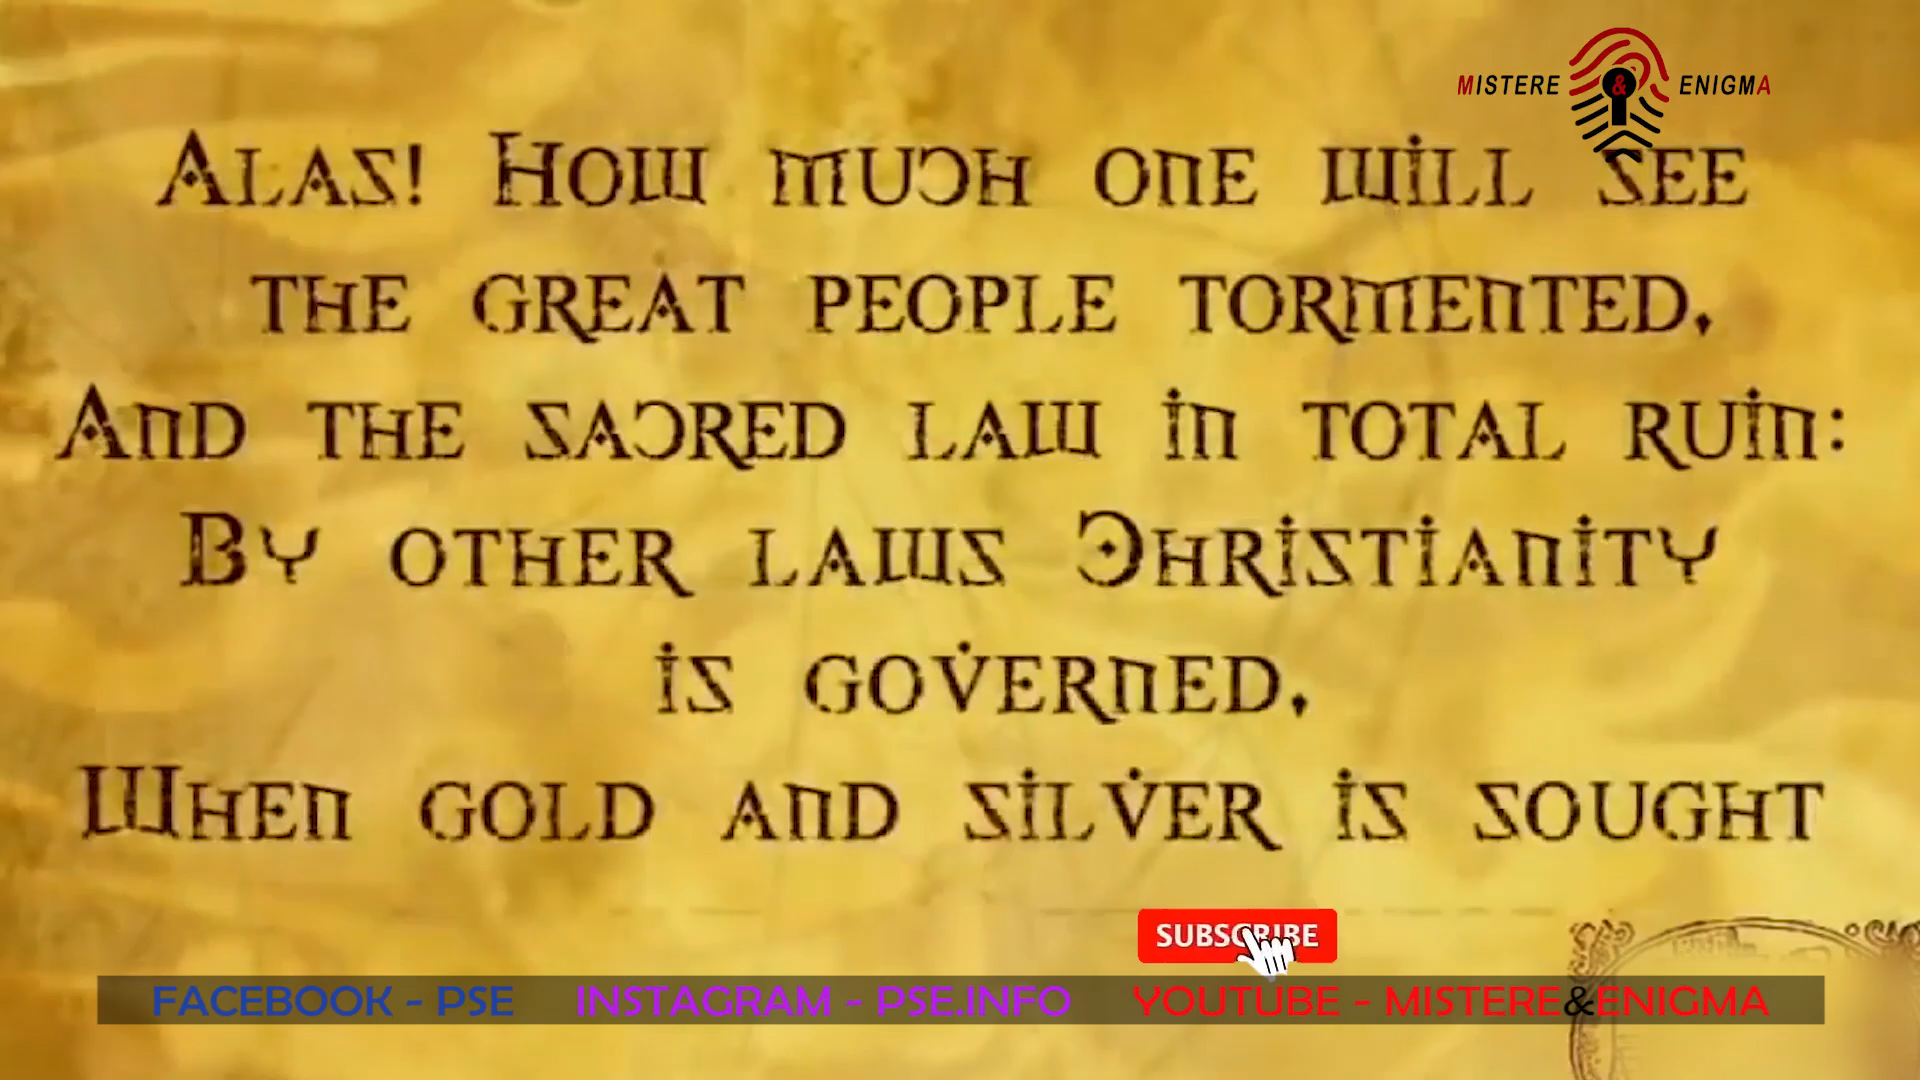 MISTERE & ENIGMA
ALAS! HOW MUCH ONE WILL SEE
THE GREAT PEOPLE TORMENTED,
AND THE SACRED LAW IN TOTAL RUIN:
BY OTHER LAWS CHRISTIANITY
IS GOVERNED,
WHEN GOLD AND SILVER IS SOUGHT
SUBSCRIBE
FACEBOOK - PSE INSTAGRAM - PSE.INFO YOUTUBE - MISTERE&ENIGMA